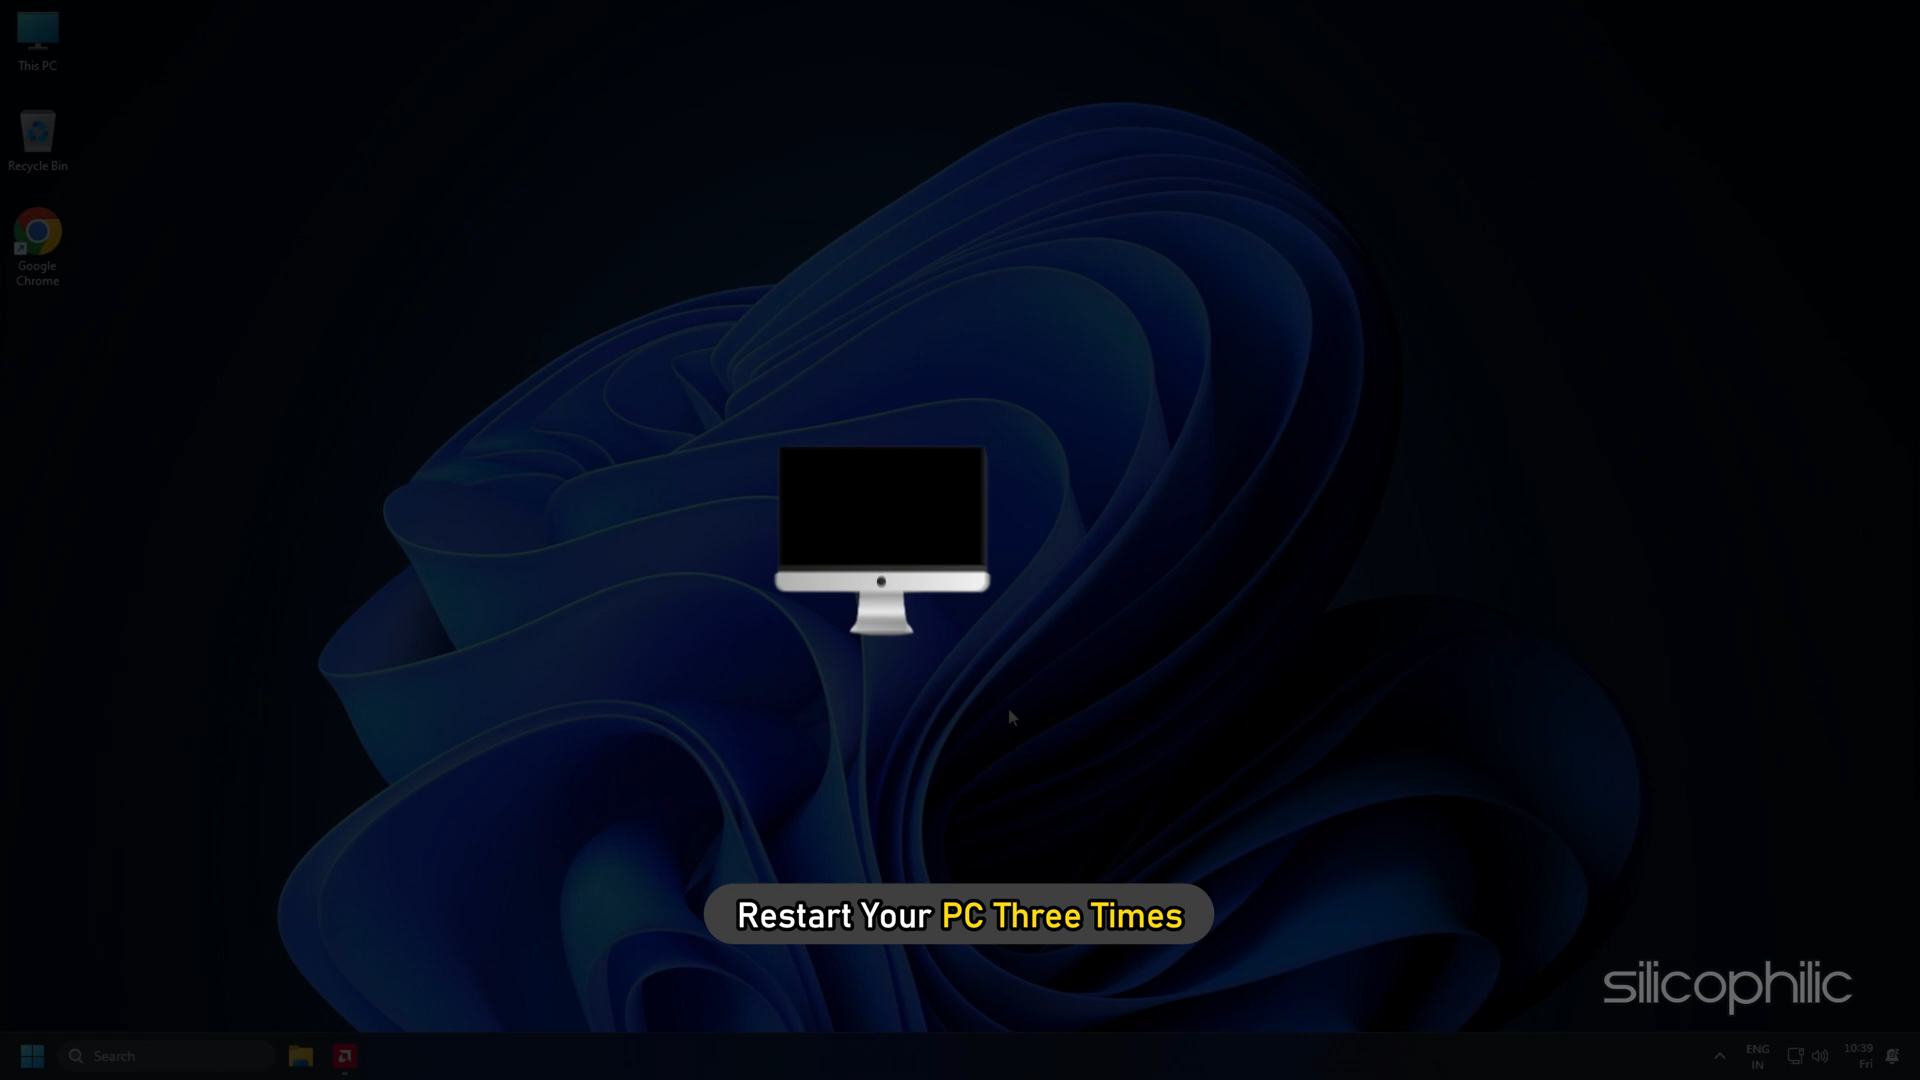 This PC
Recycle Bin
Google
Chrome
Restart Your PC Three Times
silicophilic
Search
ENG
IN
10:39
Fri